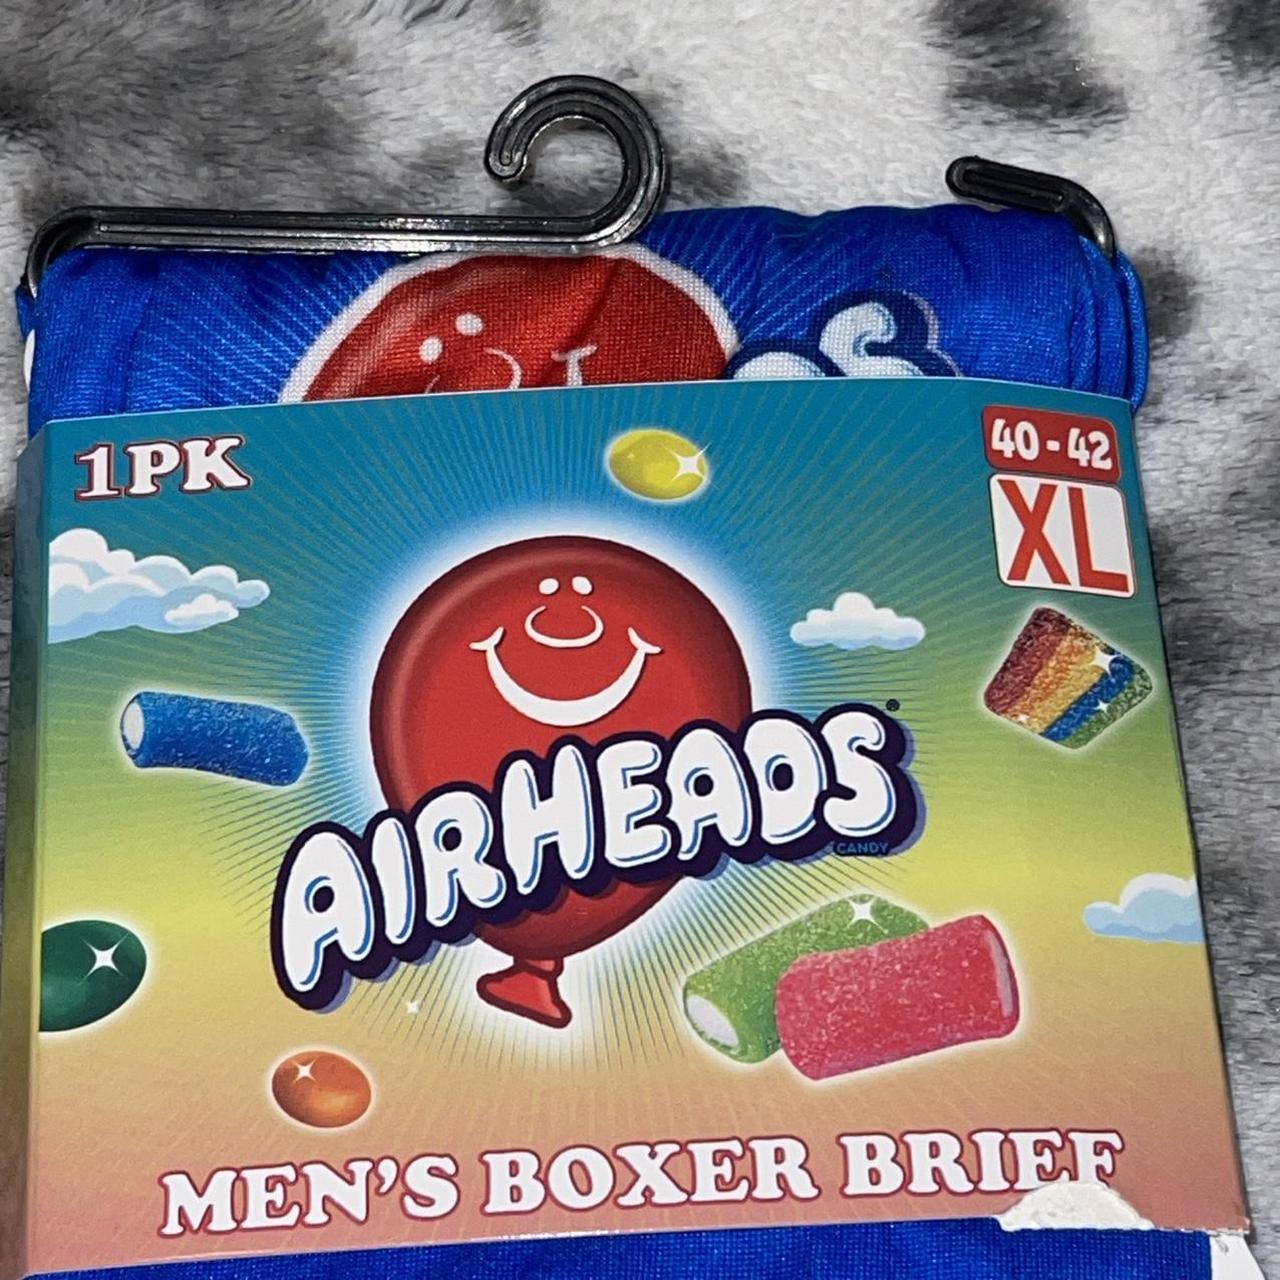 1PK
40 - 42
XL
AIRHEADS®
CANDY
MEN'S BOXER BRIEF